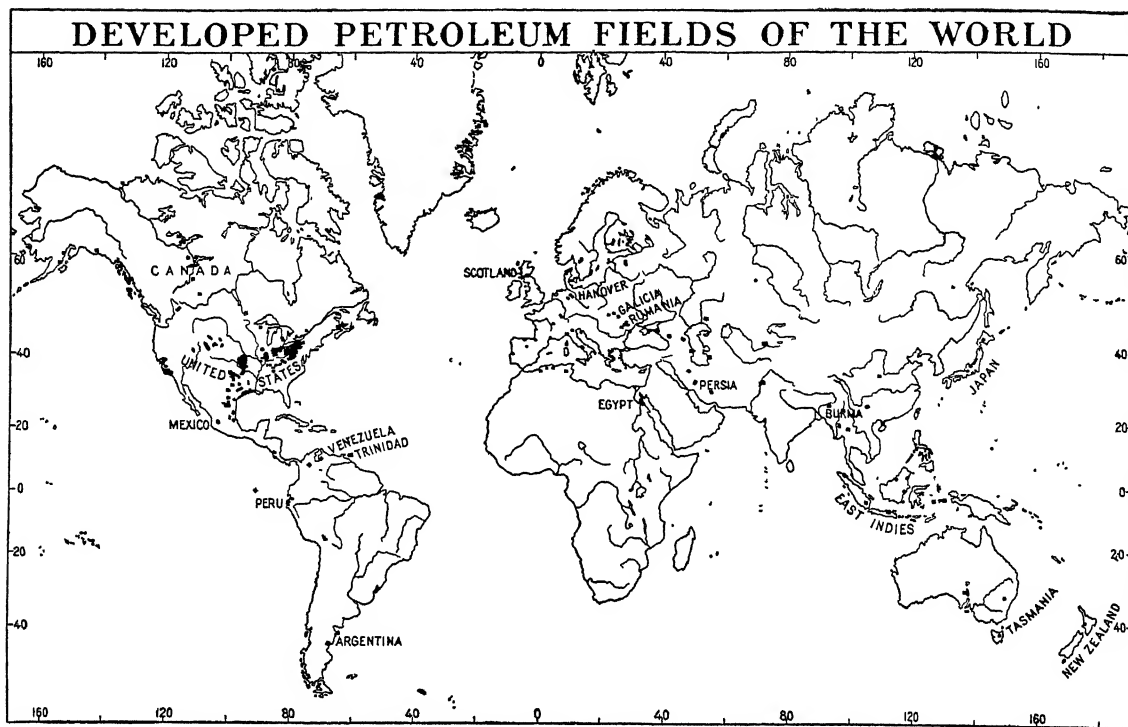 DEVELOPED PETROLEUM FIELDS OF THE WORLD
160 120 80 40 0 40 80 120 160
60 CANADA SCOTLAND HANOVER GALICIA ROMANIA 60
40 UNITED STATES PERSIA JAPAN 40
MEXICO EGYPT BURMA
20 VENEZUELA TRINIDAD 20
0 PERU EAST INDIES 0
20 20
40 ARGENTINA TASMANIA NEW ZEALAND 40
160 120 80 40 0 40 80 120 160